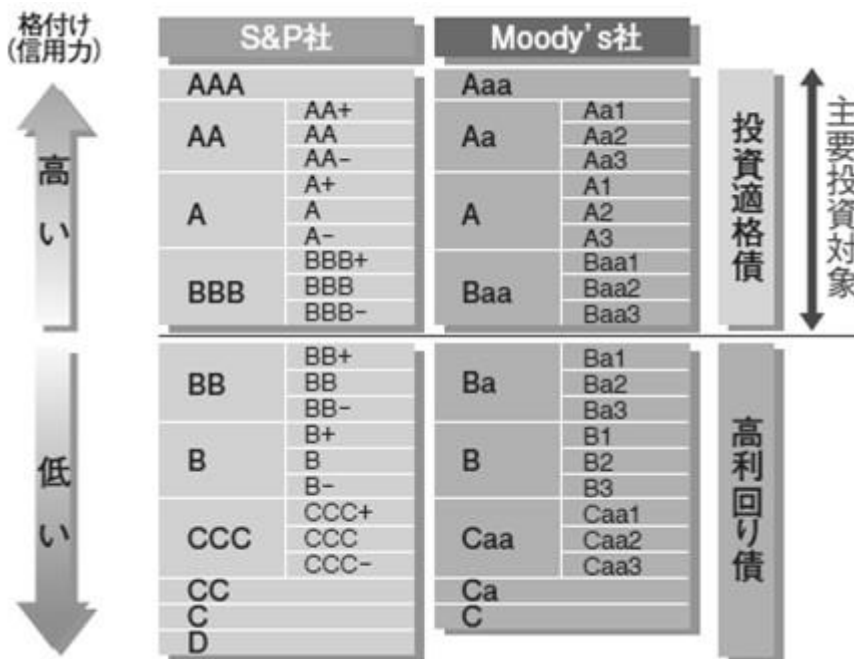 格付け
(信用力)
S&P社
Moody's社
高い
低い
AAA
AA
AA+
AA
AA-
A
A+
A
A-
BBB
BBB+
BBB
BBB-
BB
BB+
BB
BB-
B
B+
B
B-
CCC
CCC+
CCC
CCC-
CC
C
D
Aaa
Aa
Aa1
Aa2
Aa3
A
A1
A2
A3
Baa
Baa1
Baa2
Baa3
Ba
Ba1
Ba2
Ba3
B
B1
B2
B3
Caa
Caa1
Caa2
Caa3
Ca
C
投資適格債
高利回り債
主要投資対象